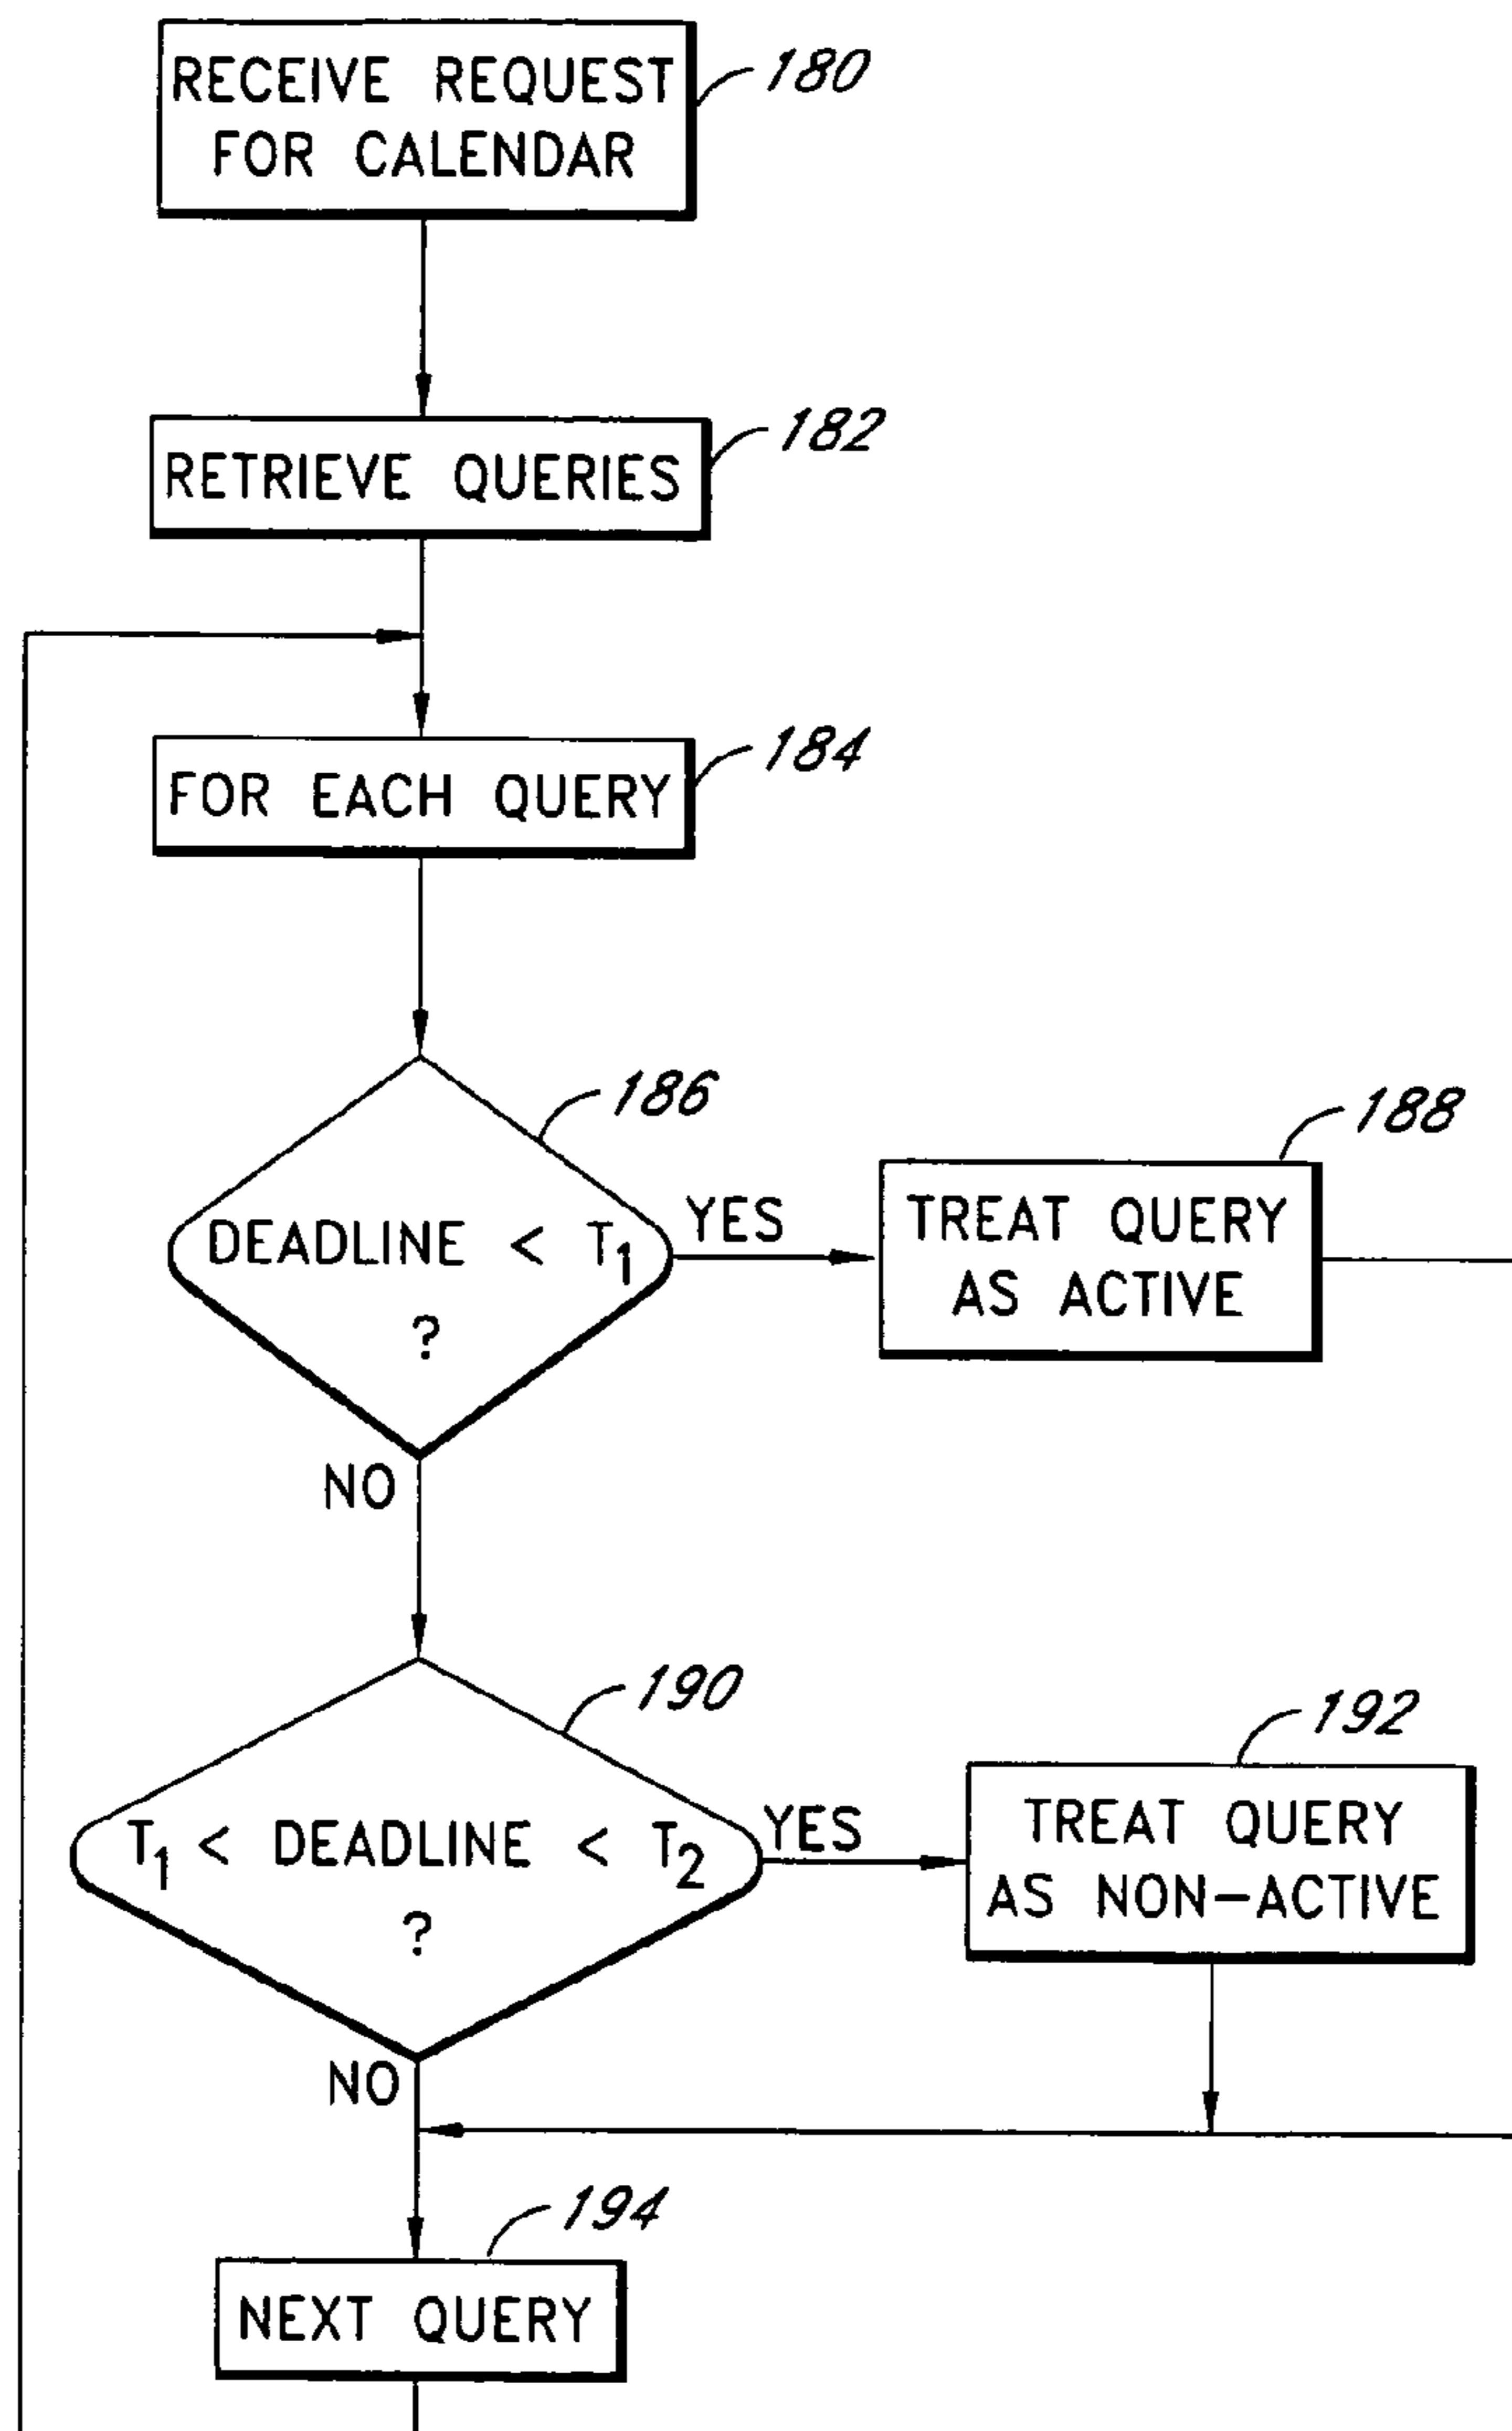 RECEIVE REQUEST
FOR CALENDAR
180
RETRIEVE QUERIES
182
FOR EACH QUERY
184
186
DEADLINE < T1
?
YES
NO
188
TREAT QUERY
AS ACTIVE
190
T1 < DEADLINE < T2
?
YES
NO
192
TREAT QUERY
AS NON-ACTIVE
194
NEXT QUERY